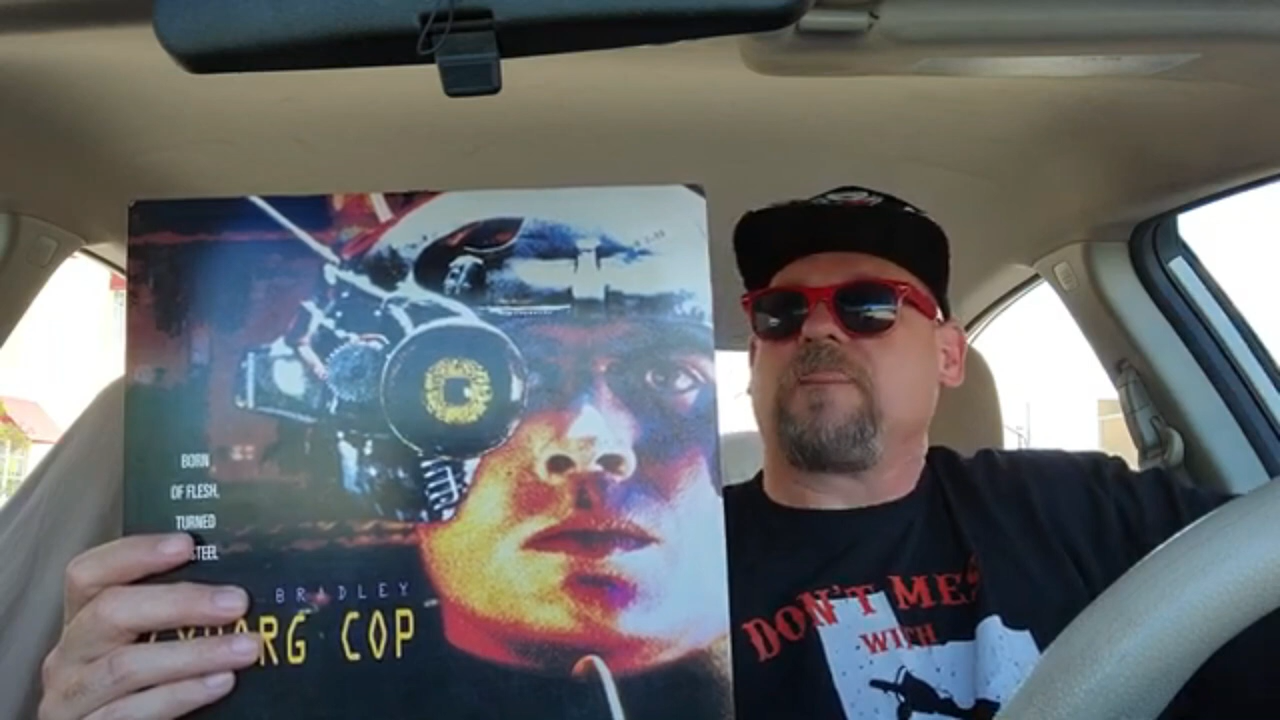 BORN
OF FLESH,
TURNED
STEEL
BRADLEY
CYBORG COP
DON'T MESS
WITH